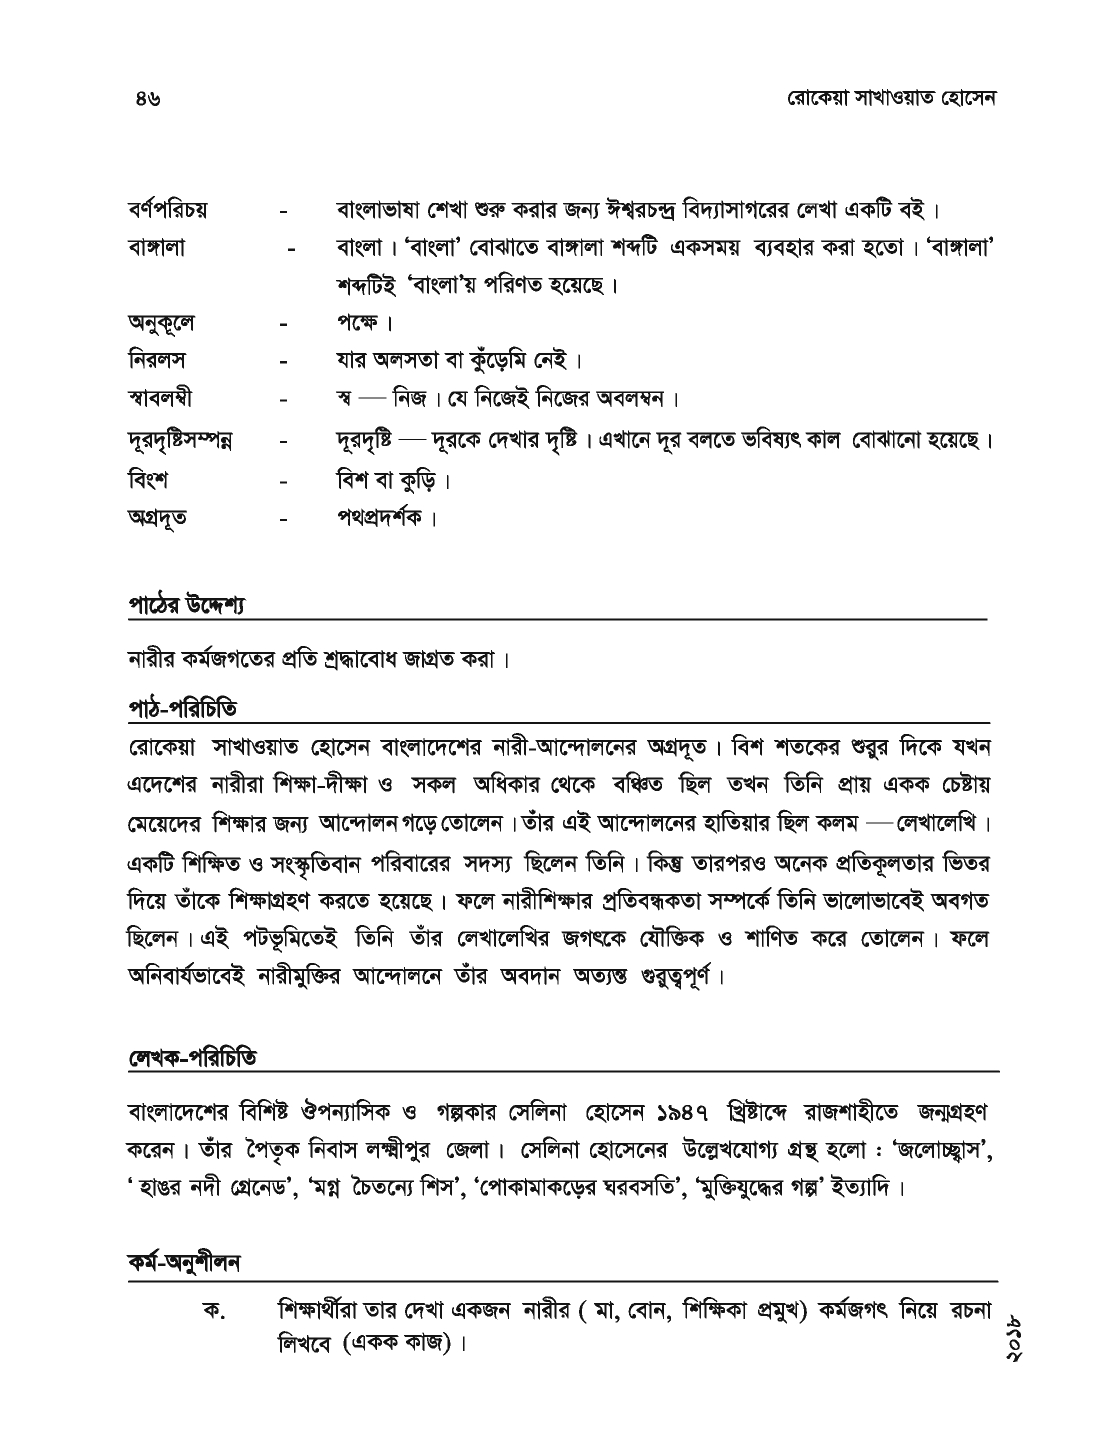 ৪৬ রোকেয়া সাখাওয়াত হোসেন
বর্ণপরিচয় - বাংলাভাষা শেখা শুরু করার জন্য ঈশ্বরচন্দ্র বিদ্যাসাগরের লেখা একটি বই।
বাঙ্গালা - বাংলা। ‘বাংলা’ বোঝাতে বাঙ্গালা শব্দটি একসময় ব্যবহার করা হতো। ‘বাঙ্গালা’
শব্দটিই ‘বাংলা’য় পরিণত হয়েছে।
অনুকূলে - পক্ষে।
নিরলস - যার অলসতা বা কুঁড়েমি নেই।
স্বাবলম্বী - স্ব — নিজ। যে নিজেই নিজের অবলম্বন।
দূরদৃষ্টিসম্পন্ন - দূরদৃষ্টি — দূরকে দেখার দৃষ্টি। এখানে দূর বলতে ভবিষ্যৎ কাল বোঝানো হয়েছে।
বিংশ - বিশ বা কুড়ি।
অগ্রদূত - পথপ্রদর্শক।
পাঠের উদ্দেশ্য
নারীর কর্মজগতের প্রতি শ্রদ্ধাবোধ জাগ্রত করা।
পাঠ-পরিচিতি
রোকেয়া সাখাওয়াত হোসেন বাংলাদেশের নারী-আন্দোলনের অগ্রদূত। বিশ শতকের শুরুর দিকে যখন
এদেশের নারীরা শিক্ষা-দীক্ষা ও সকল অধিকার থেকে বঞ্চিত ছিল তখন তিনি প্রায় একক চেষ্টায়
মেয়েদের শিক্ষার জন্য আন্দোলন গড়ে তোলেন। তাঁর এই আন্দোলনের হাতিয়ার ছিল কলম — লেখালেখি।
একটি শিক্ষিত ও সংস্কৃতিবান পরিবারের সদস্য ছিলেন তিনি। কিন্তু তারপরও অনেক প্রতিকূলতার ভিতর
দিয়ে তাঁকে শিক্ষাগ্রহণ করতে হয়েছে। ফলে নারীশিক্ষার প্রতিবন্ধকতা সম্পর্কে তিনি ভালোভাবেই অবগত
ছিলেন। এই পটভূমিতেই তিনি তাঁর লেখালেখির জগৎকে যৌক্তিক ও শাণিত করে তোলেন। ফলে
অনিবার্যভাবেই নারীমুক্তির আন্দোলনে তাঁর অবদান অত্যন্ত গুরুত্বপূর্ণ।
লেখক-পরিচিতি
বাংলাদেশের বিশিষ্ট ঔপন্যাসিক ও গল্পকার সেলিনা হোসেন ১৯৪৭ খ্রিষ্টাব্দে রাজশাহীতে জন্মগ্রহণ
করেন। তাঁর পৈতৃক নিবাস লক্ষ্মীপুর জেলা। সেলিনা হোসেনের উল্লেখযোগ্য গ্রন্থ হলো : ‘জলোচ্ছ্বাস’,
‘ হাঙর নদী গ্রেনেড’, ‘মগ্ন চৈতন্যে শিস’, ‘পোকামাকড়ের ঘরবসতি’, ‘মুক্তিযুদ্ধের গল্প’ ইত্যাদি।
কর্ম-অনুশীলন
ক. শিক্ষার্থীরা তার দেখা একজন নারীর ( মা, বোন, শিক্ষিকা প্রমুখ) কর্মজগৎ নিয়ে রচনা
লিখবে (একক কাজ)।
২০১৮